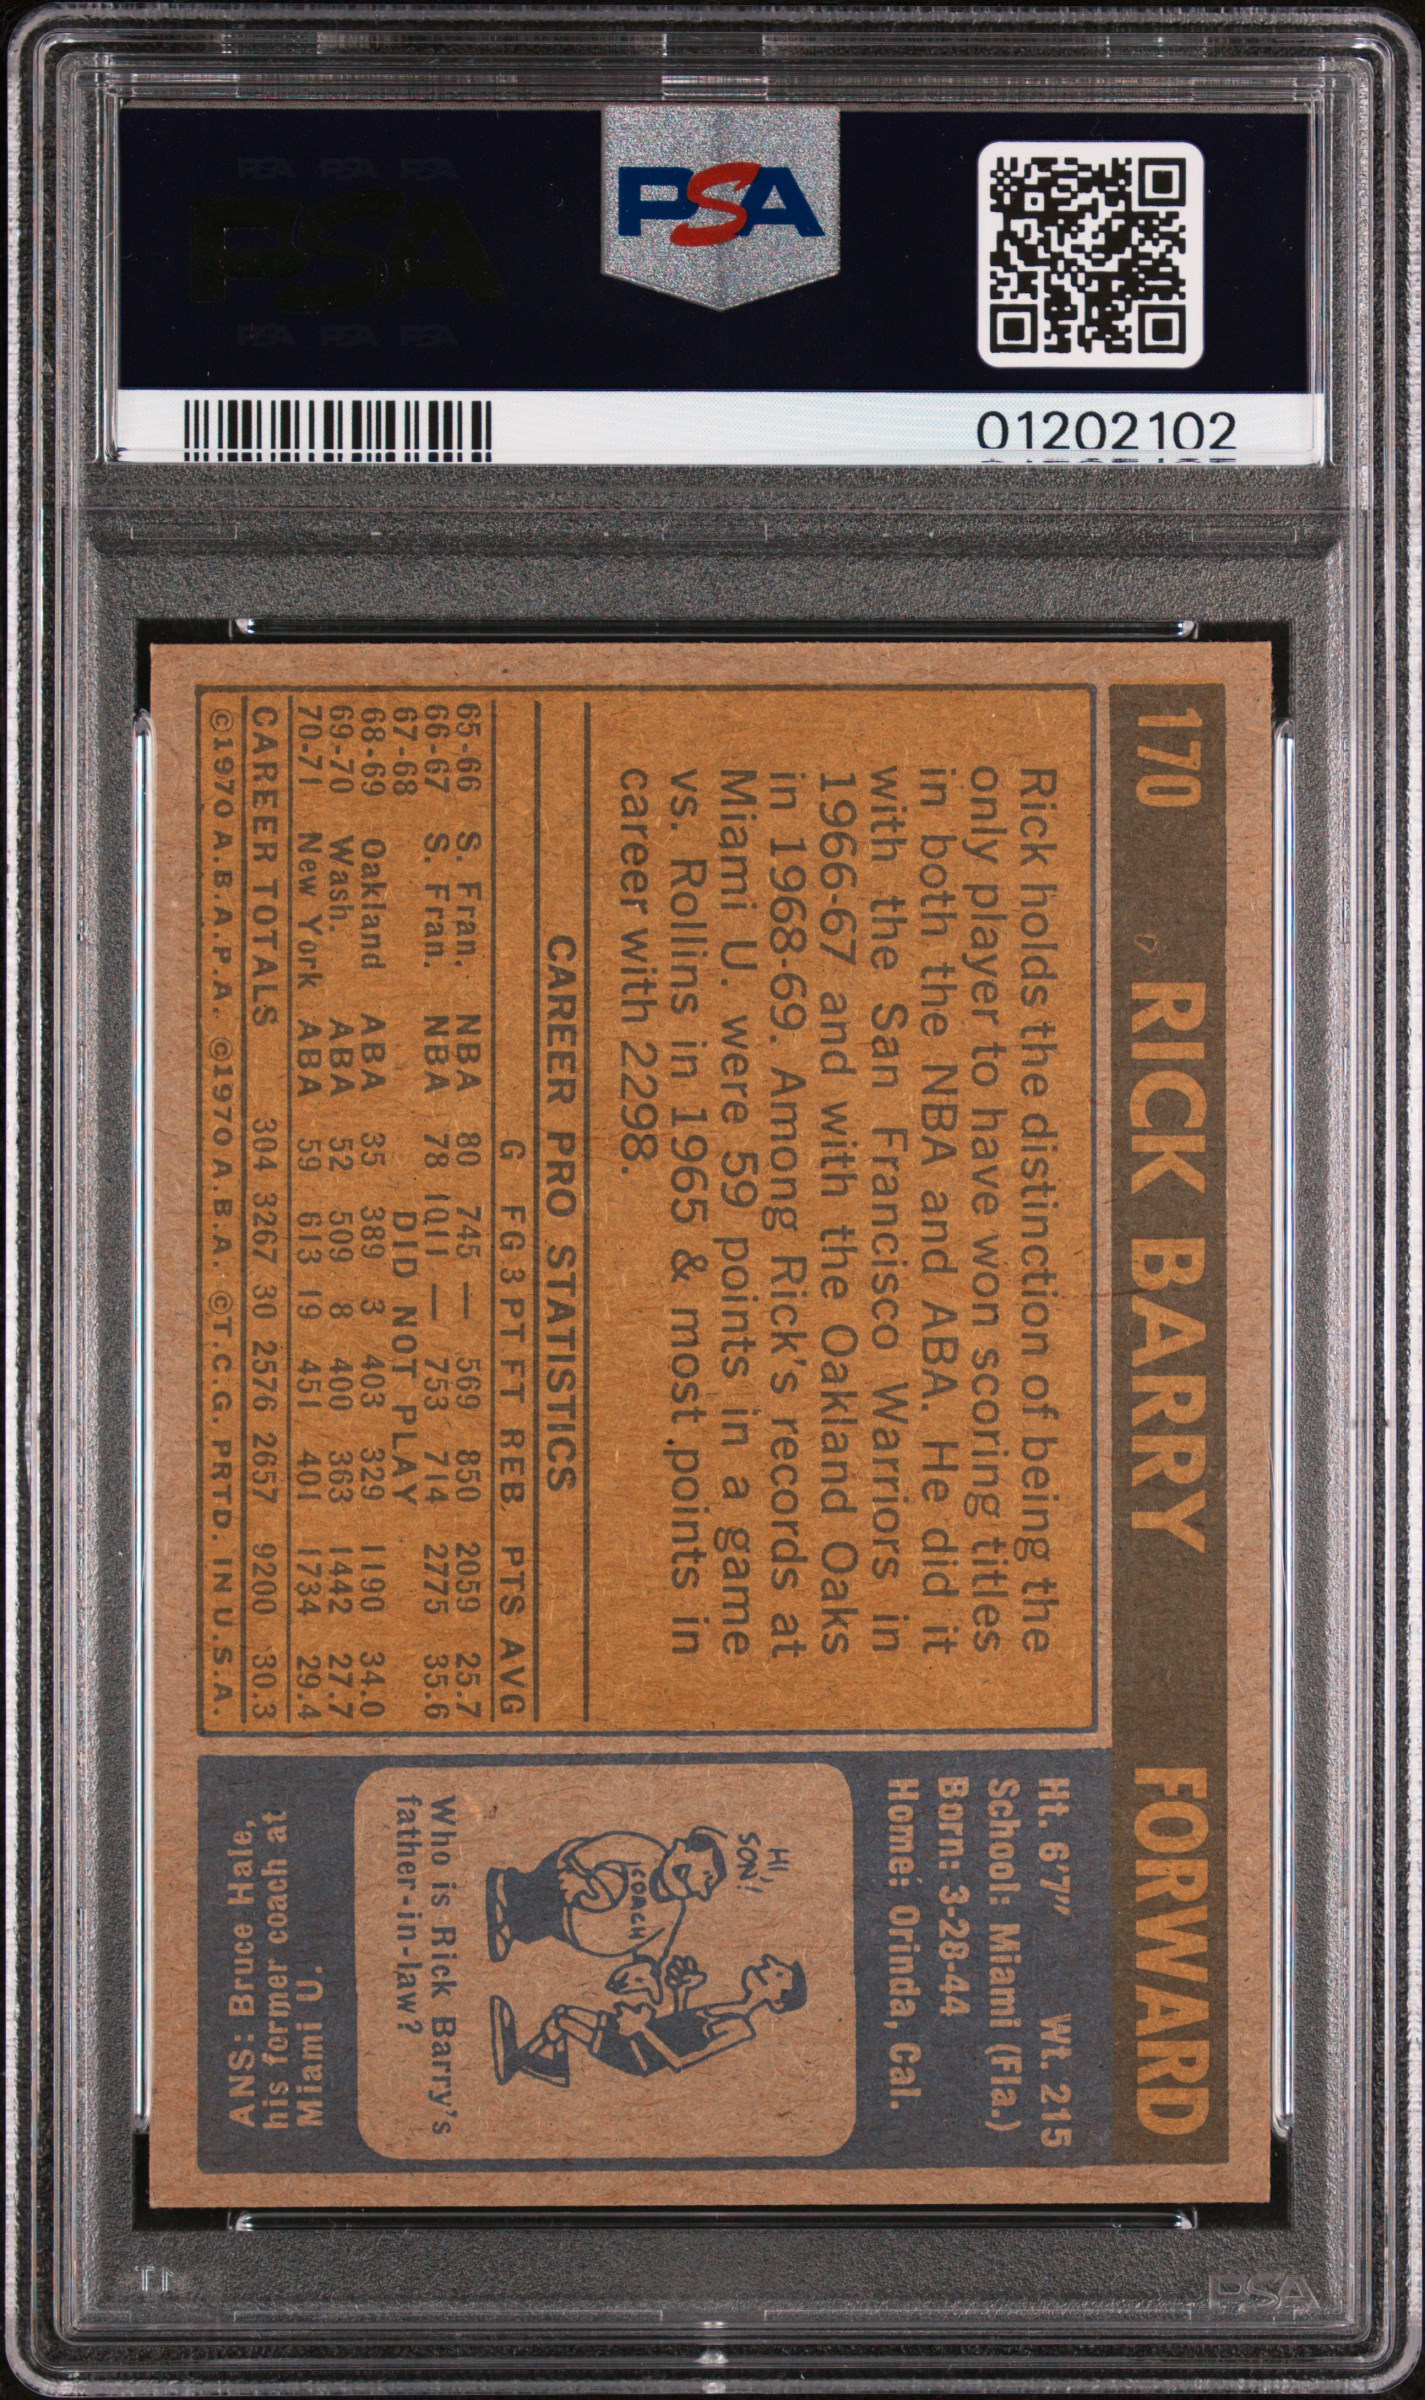 PSA PSA PSA
PSA
PSA PSA PSA
PSA
01202102
170 RICK BARRY FORWARD
Rick holds the distinction of being the
only player to have won scoring titles
in both the NBA and ABA. He did it
with the San Francisco Warriors in
1966-67 and with the Oakland Oaks
in 1968-69. Among Rick's records at
Miami U. were 59 points in a game
vs. Rollins in 1965 & most points in
career with 2298.
CAREER PRO STATISTICS
G FG 3PT FT REB. PTS AVG
65-66 S. Fran. NBA 80 745 — 569 850 2059 25.7
66-67 S. Fran. NBA 78 1011 — 753 714 2775 35.6
67-68 DID NOT PLAY
68-69 Oakland ABA 35 389 3 403 329 1190 34.0
69-70 Wash. ABA 52 509 8 400 363 1442 27.7
70-71 New York ABA 59 613 19 451 401 1734 29.4
CAREER TOTALS 304 3267 30 2576 2657 9200 30.3
©1970 A.B.A.P.A. ©1970 A.B.A. ©T.C.G. PRTD. IN U.S.A.
Ht. 6'7" Wt. 215
School: Miami (Fla.)
Born: 3-28-44
Home: Orinda, Cal.
HI,
SON!
COACH
Who is Rick Barry's
father-in-law?
ANS: Bruce Hale,
his former coach at
Miami U.
PSA